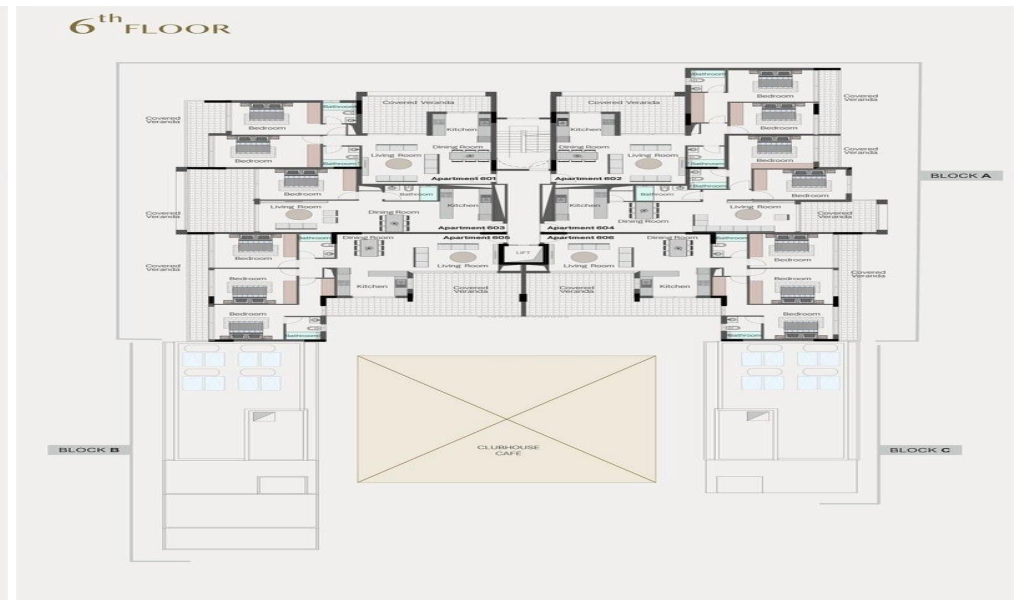 6th FLOOR
Bathroom
Bedroom
Covered
Veranda
Covered Veranda
Covered Veranda
Bathroom
Covered
Veranda
Bedroom
Kitchen
Kitchen
Bedroom
Dining Room
Dining Room
Bathroom
Covered
Veranda
Bedroom
Bathroom
Living Room
Living Room
Bathroom
Bedroom
BLOCK A
Apartment 601
Apartment 602
Bedroom
Bathroom
Bathroom
Bathroom
Bedroom
Living Room
Kitchen
Kitchen
Living Room
Covered
Veranda
Dining Room
Dining Room
Covered
Veranda
Apartment 603
Apartment 604
Bathroom
Dining Room
Apartment 605
Apartment 606
Dining Room
Bathroom
LIFT
Bedroom
Bedroom
Covered
Veranda
Living Room
Living Room
Covered
Veranda
Bedroom
Kitchen
Covered
Veranda
Covered
Veranda
Kitchen
Bedroom
Bedroom
Bedroom
Bathroom
Bathroom
BLOCK B
CLUBHOUSE
CAFÉ
BLOCK C